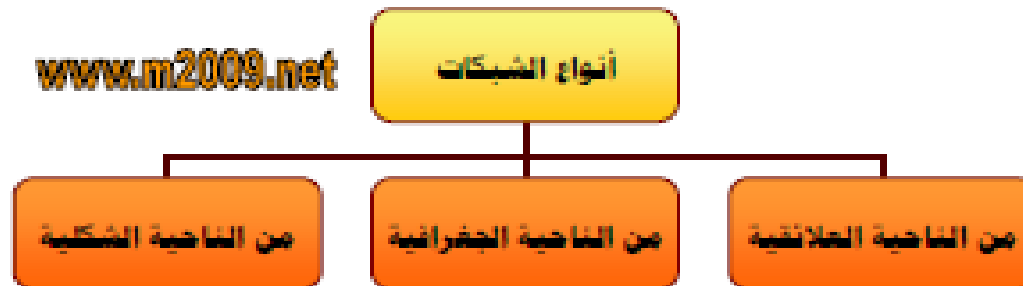 www.m2009.net
أنواع الشبكات
من الناحية العلائقية
من الناحية الجغرافية
من الناحية الشكلية